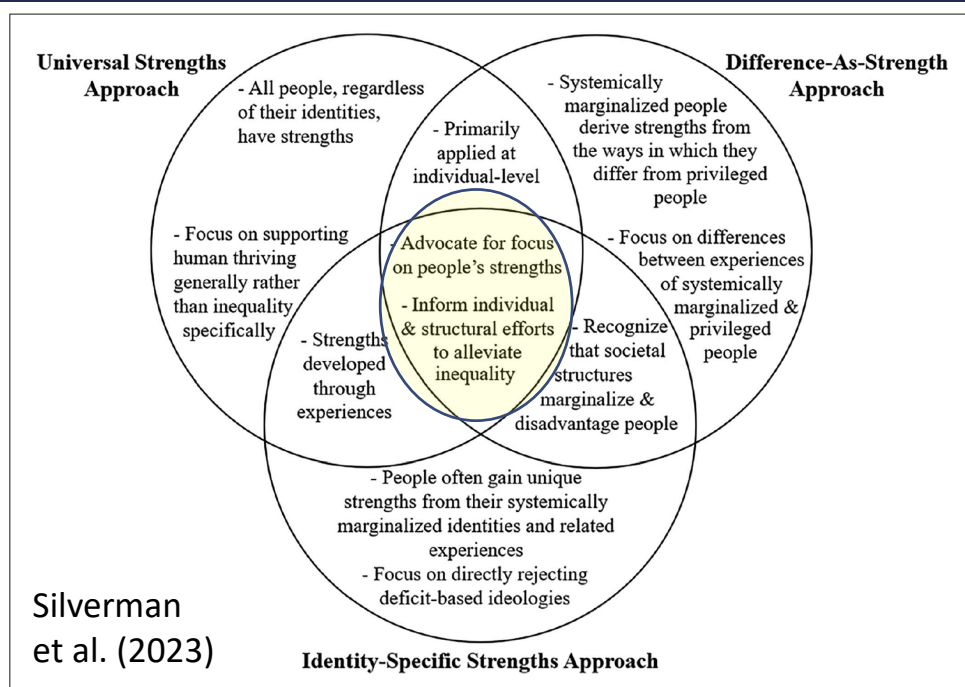 Universal Strengths
Approach
- All people, regardless
of their identities,
have strengths
- Focus on supporting
human thriving
generally rather
than inequality
specifically
- Primarily
applied at
individual-level
Difference-As-Strength
Approach
- Systemically
marginalized people
derive strengths from
the ways in which they
differ from privileged
people
- Focus on differences
between experiences
of systemically
marginalized &
privileged
people
- Advocate for focus
on people's strengths
- Inform individual
& structural efforts
to alleviate
inequality
- Strengths
developed
through
experiences
- Recognize
that societal
structures
marginalize &
disadvantage people
- People often gain unique
strengths from their systemically
marginalized identities and related
experiences
- Focus on directly rejecting
deficit-based ideologies
Identity-Specific Strengths Approach
Silverman
et al. (2023)